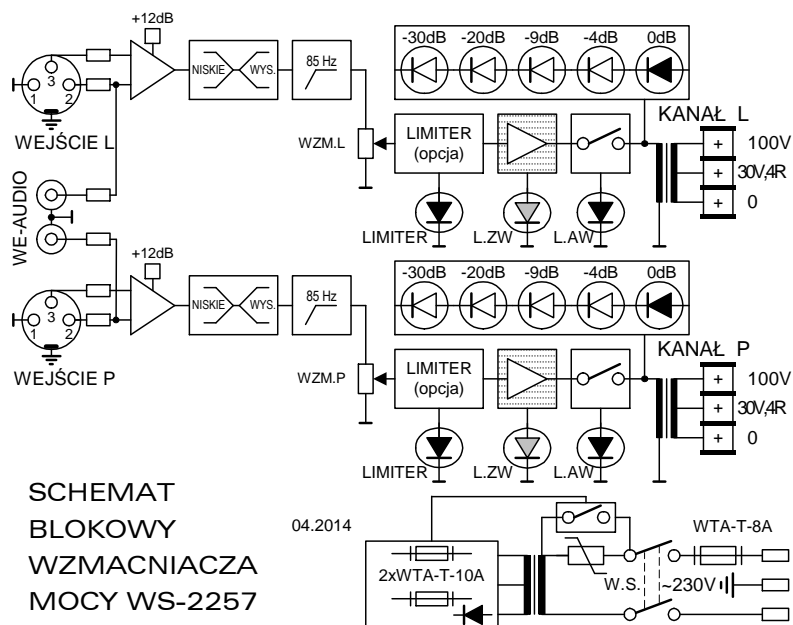 +12dB
-30dB -20dB -9dB -4dB 0dB
3
1 2
NISKIE WYS.
85 Hz
WEJŚCIE L
WZM.L
LIMITER
(opcja)
KANAŁ L
+ 100V
+ 30V,4R
+ 0
LIMITER L.ZW L.AW
WE-AUDIO
+12dB
-30dB -20dB -9dB -4dB 0dB
3
1 2
NISKIE WYS.
85 Hz
WEJŚCIE P
WZM.P
LIMITER
(opcja)
KANAŁ P
+ 100V
+ 30V,4R
+ 0
LIMITER L.ZW L.AW
SCHEMAT
BLOKOWY
WZMACNIACZA
MOCY WS-2257
04.2014
2xWTA-T-10A
WTA-T-8A
W.S. ~230V